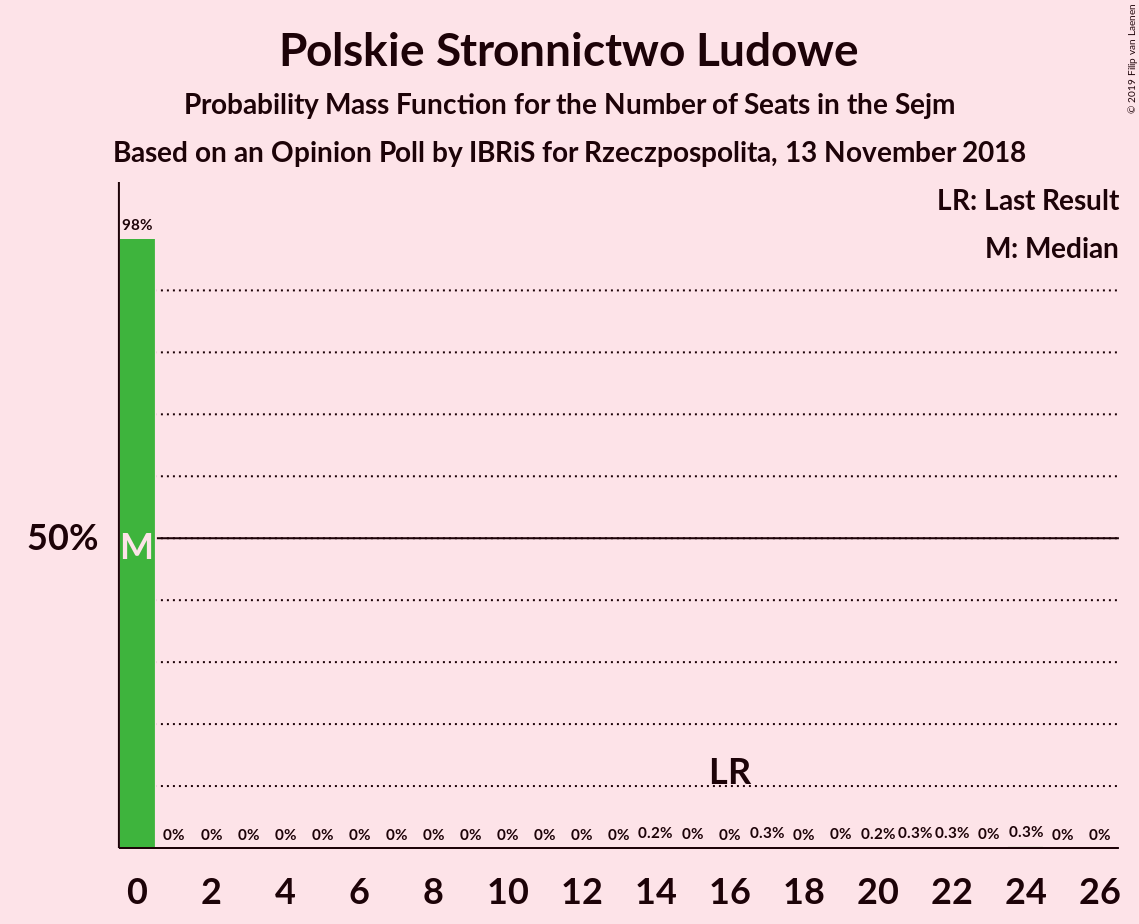 Polskie Stronnictwo Ludowe
Probability Mass Function for the Number of Seats in the Sejm
Based on an Opinion Poll by IBRiS for Rzeczpospolita, 13 November 2018
© 2019 Filip van Laenen
LR: Last Result
M: Median
98%
50%
M
LR
0% 0% 0% 0% 0% 0% 0% 0% 0% 0% 0% 0% 0% 0.2% 0% 0% 0.3% 0% 0% 0.2% 0.3% 0.3% 0% 0.3% 0% 0%
0 2 4 6 8 10 12 14 16 18 20 22 24 26